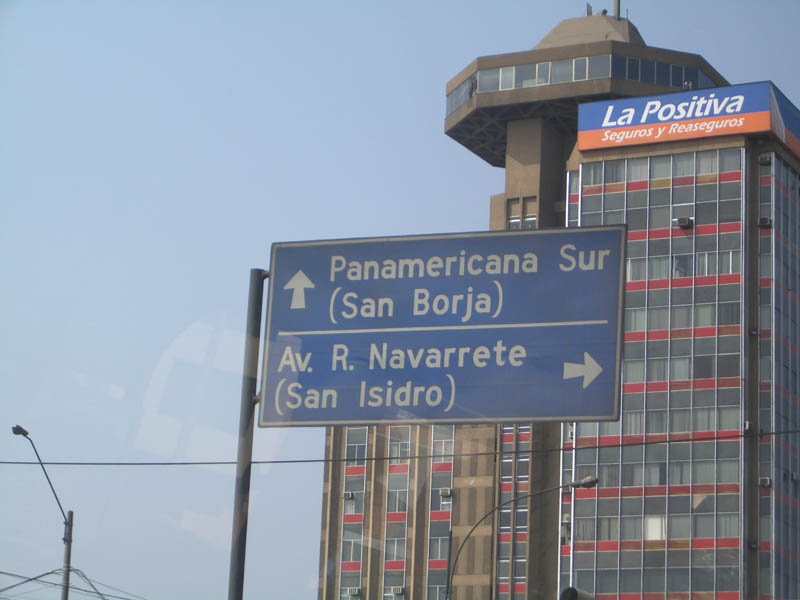 La Positiva
Seguros y Reaseguros
Panamericana Sur
(San Borja)
Av. R. Navarrete
(San Isidro)